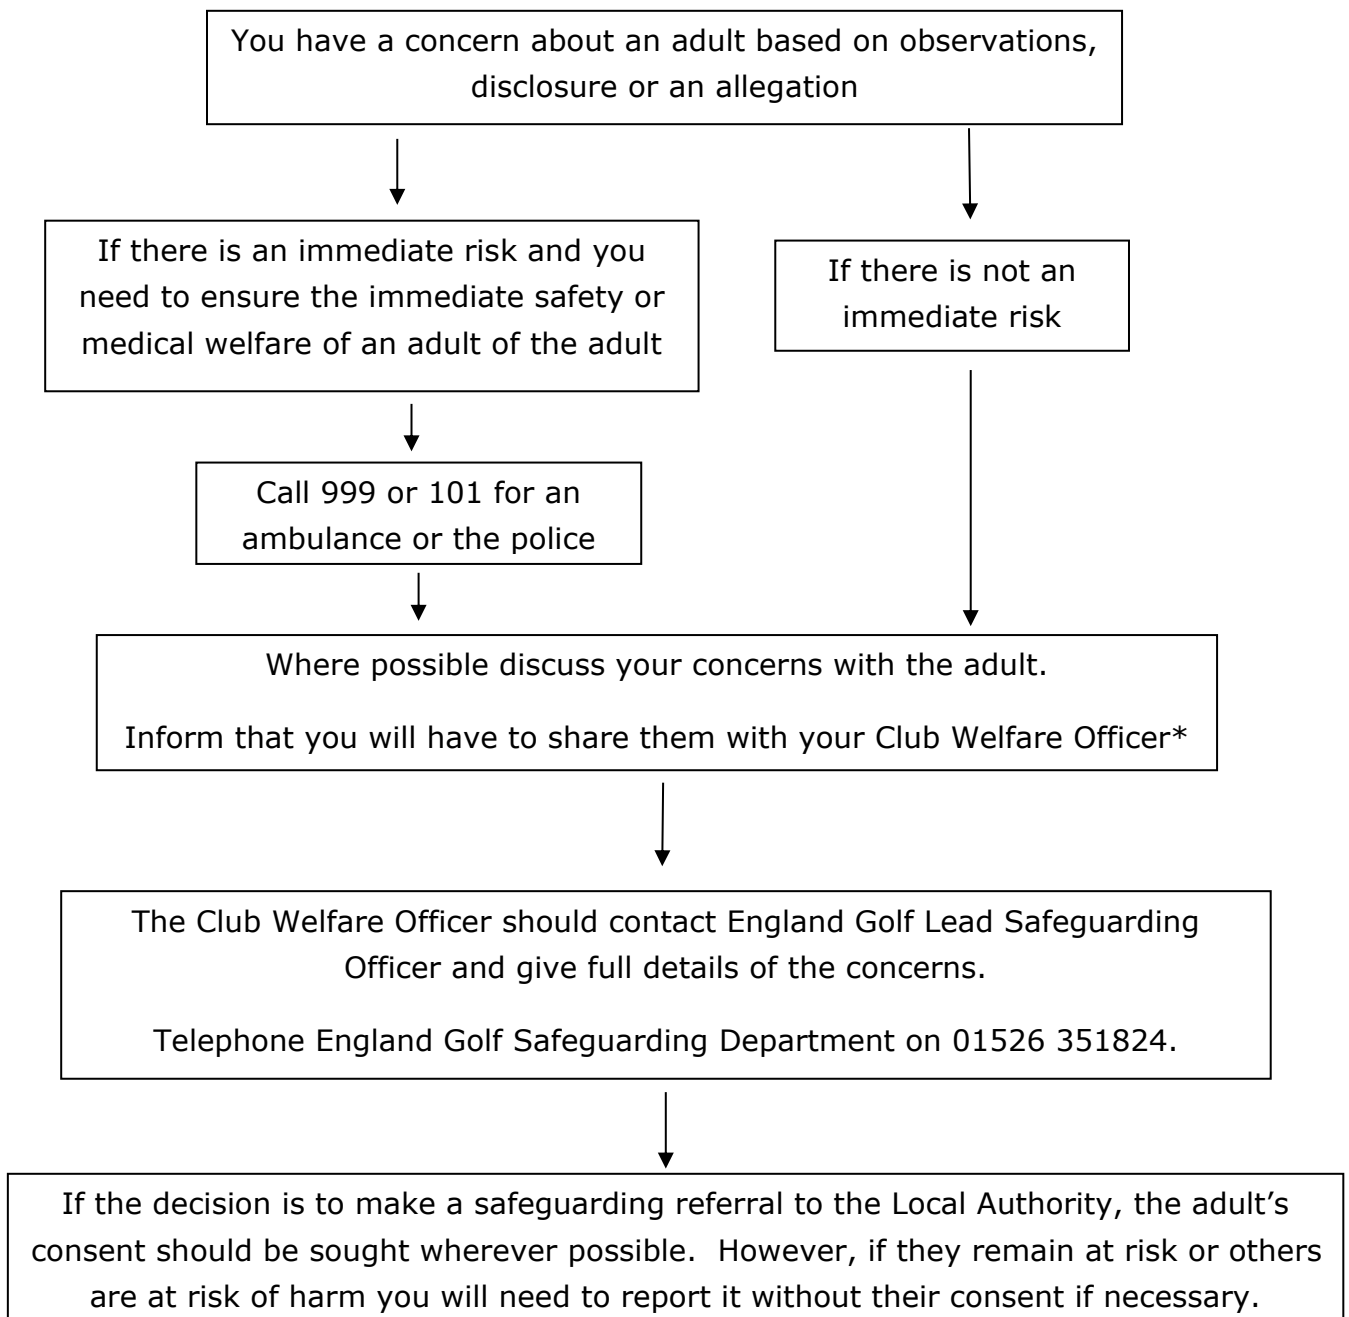 You have a concern about an adult based on observations,
disclosure or an allegation
If there is an immediate risk and you
need to ensure the immediate safety or
medical welfare of an adult of the adult
If there is not an
immediate risk
Call 999 or 101 for an
ambulance or the police
Where possible discuss your concerns with the adult.
Inform that you will have to share them with your Club Welfare Officer*
The Club Welfare Officer should contact England Golf Lead Safeguarding
Officer and give full details of the concerns.
Telephone England Golf Safeguarding Department on 01526 351824.
If the decision is to make a safeguarding referral to the Local Authority, the adult’s
consent should be sought wherever possible.  However, if they remain at risk or others
are at risk of harm you will need to report it without their consent if necessary.